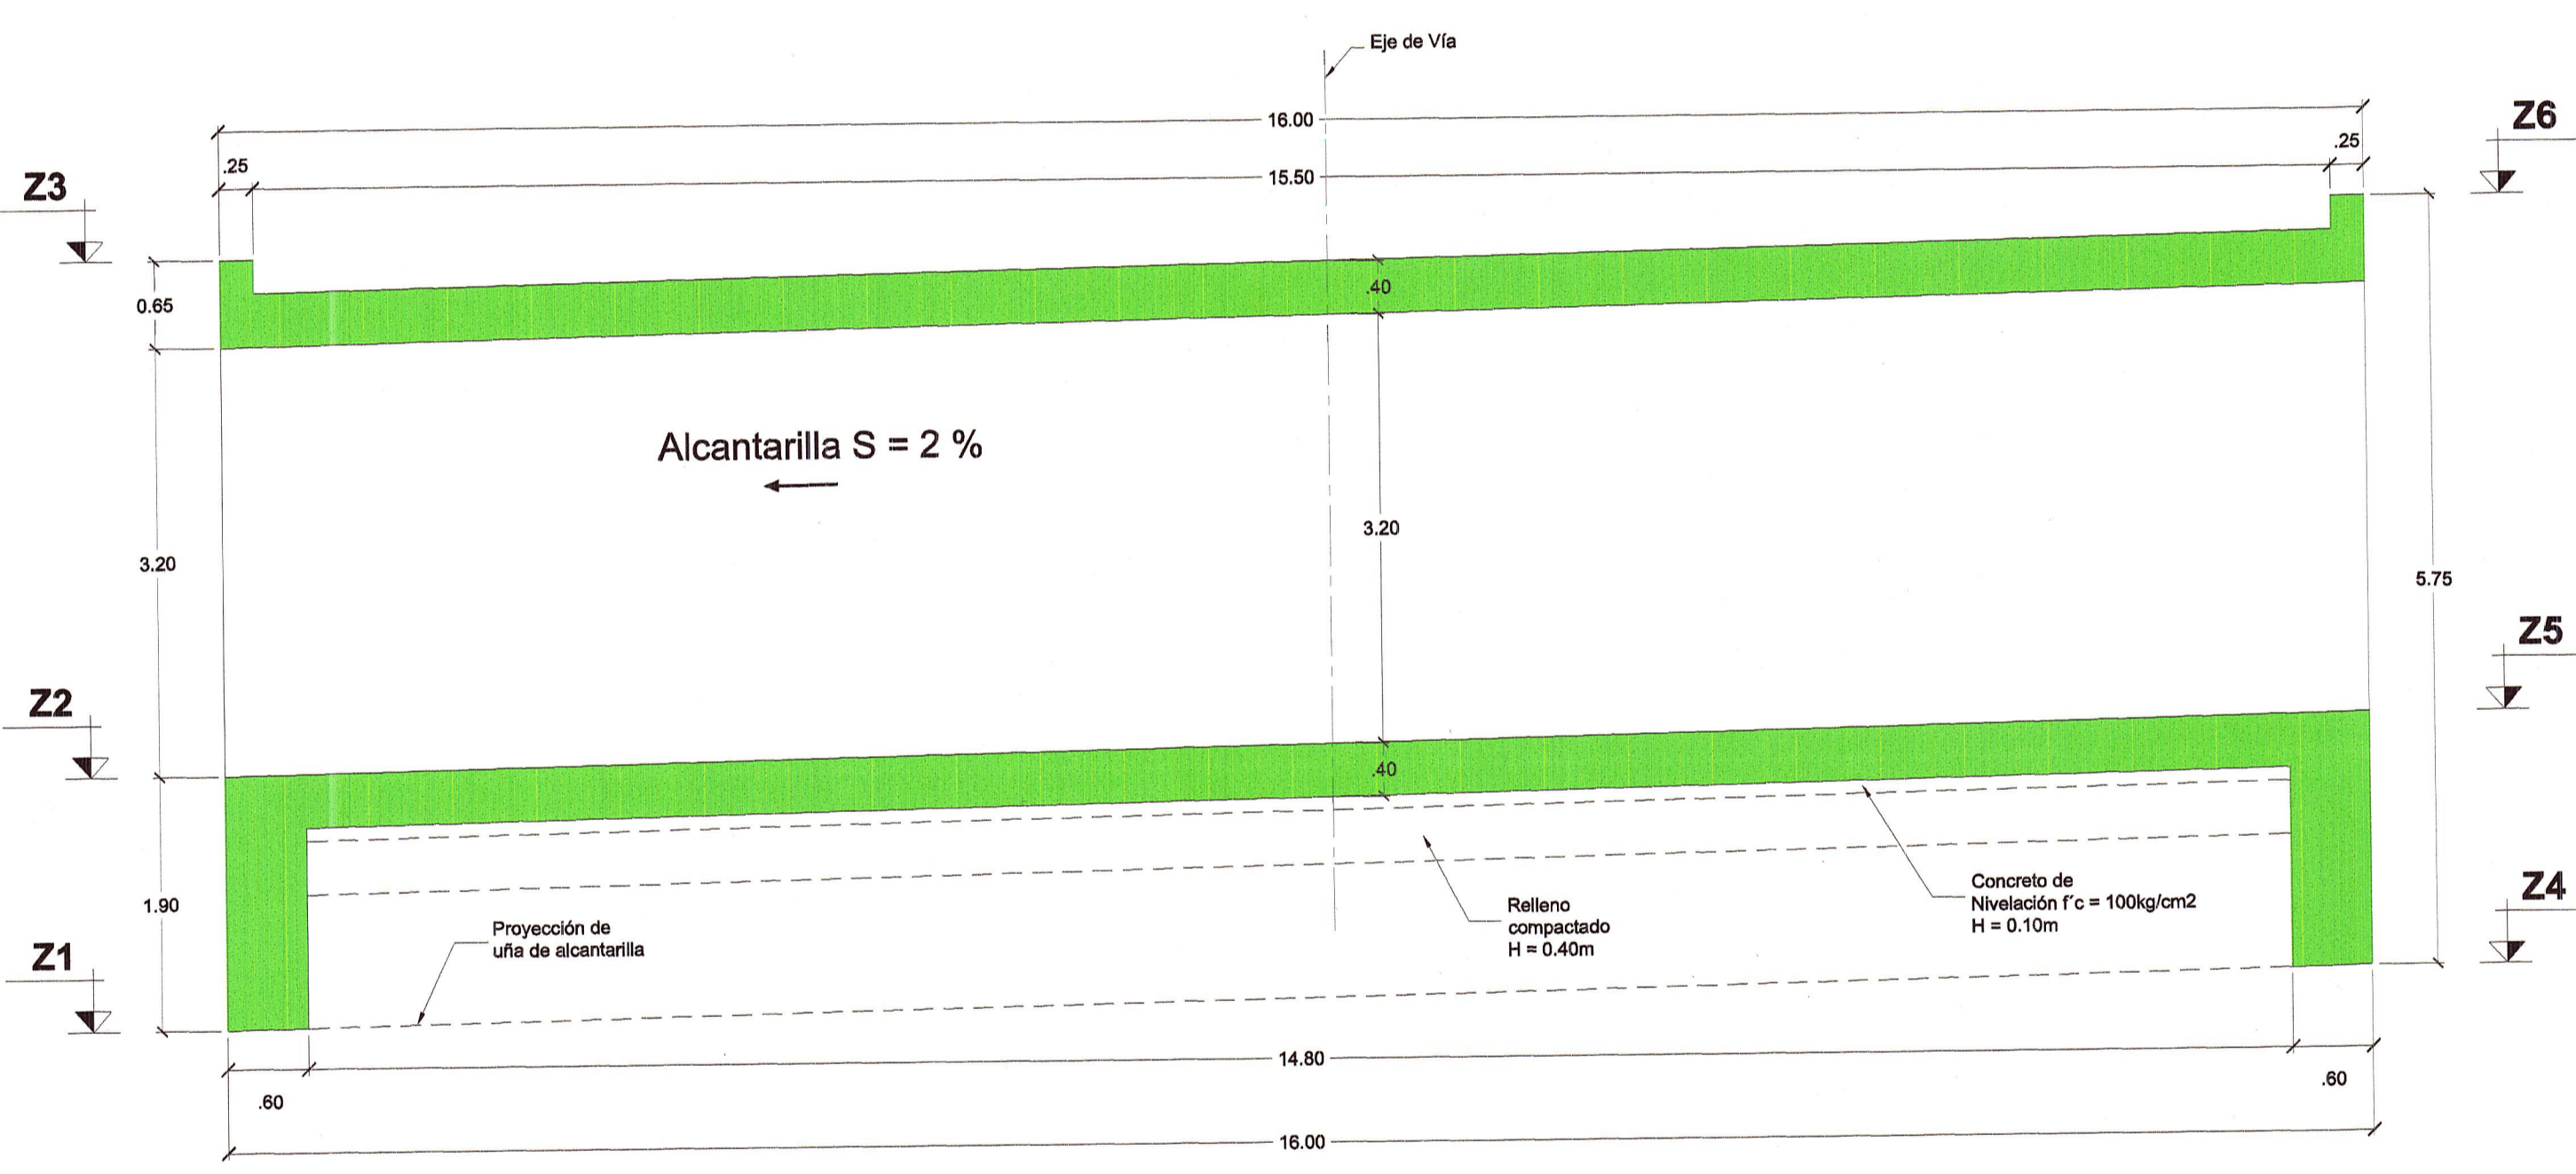 Eje de Vía
16.00
Z6
.25
.25
15.50
Z3
.40
0.65
Alcantarilla S = 2 %
3.20
3.20
5.75
Z5
Z2
.40
Concreto de
Nivelación f´c = 100kg/cm2
H = 0.10m
Z4
1.90
Relleno
compactado
H = 0.40m
Proyección de
uña de alcantarilla
Z1
14.80
.60
.60
16.00